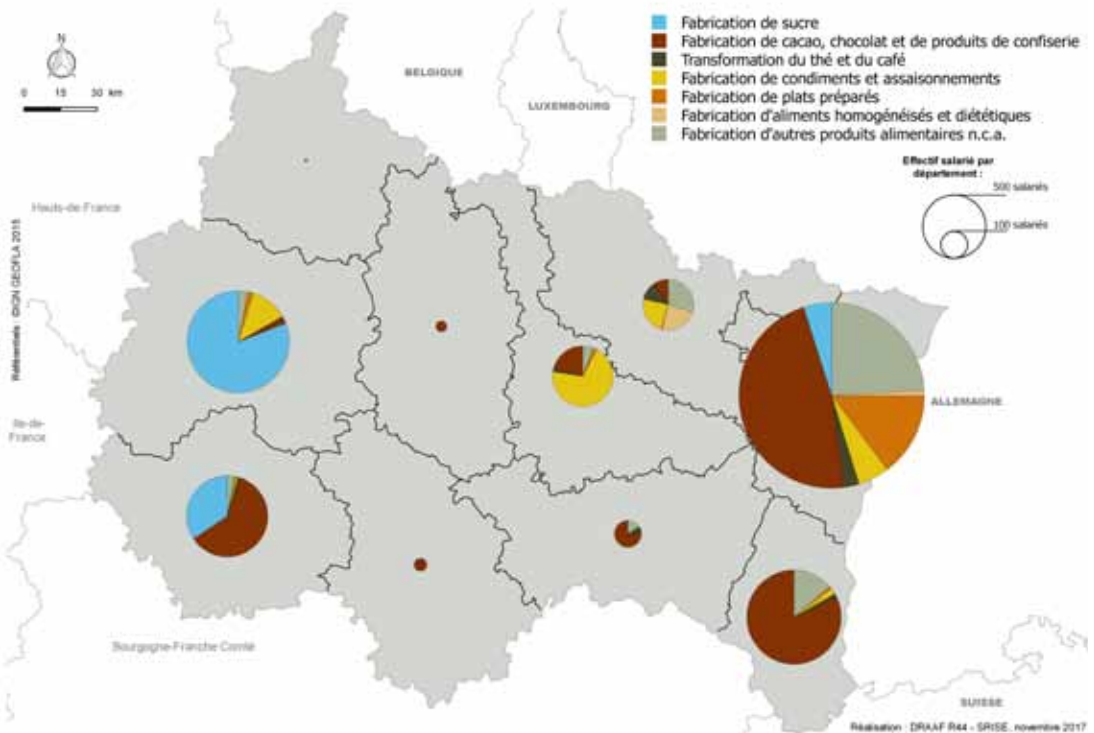 Fabrication de sucre
Fabrication de cacao, chocolat et de produits de confiserie
Transformation du thé et du café
Fabrication de condiments et assaisonnements
Fabrication de plats préparés
Fabrication d'aliments homogénéisés et diététiques
Fabrication d'autres produits alimentaires n.c.a.
Effectif salarié par
département :
500 salariés
100 salariés
N
0 15 30 km
BELGIQUE
LUXEMBOURG
Hauts-de-France
Référentiels : ©IGN GEOFLA 2015
Ile-de-
France
ALLEMAGNE
Bourgogne-Franche Comté
SUISSE
Réalisation : DRAAF R44 - SRISE, novembre 2017